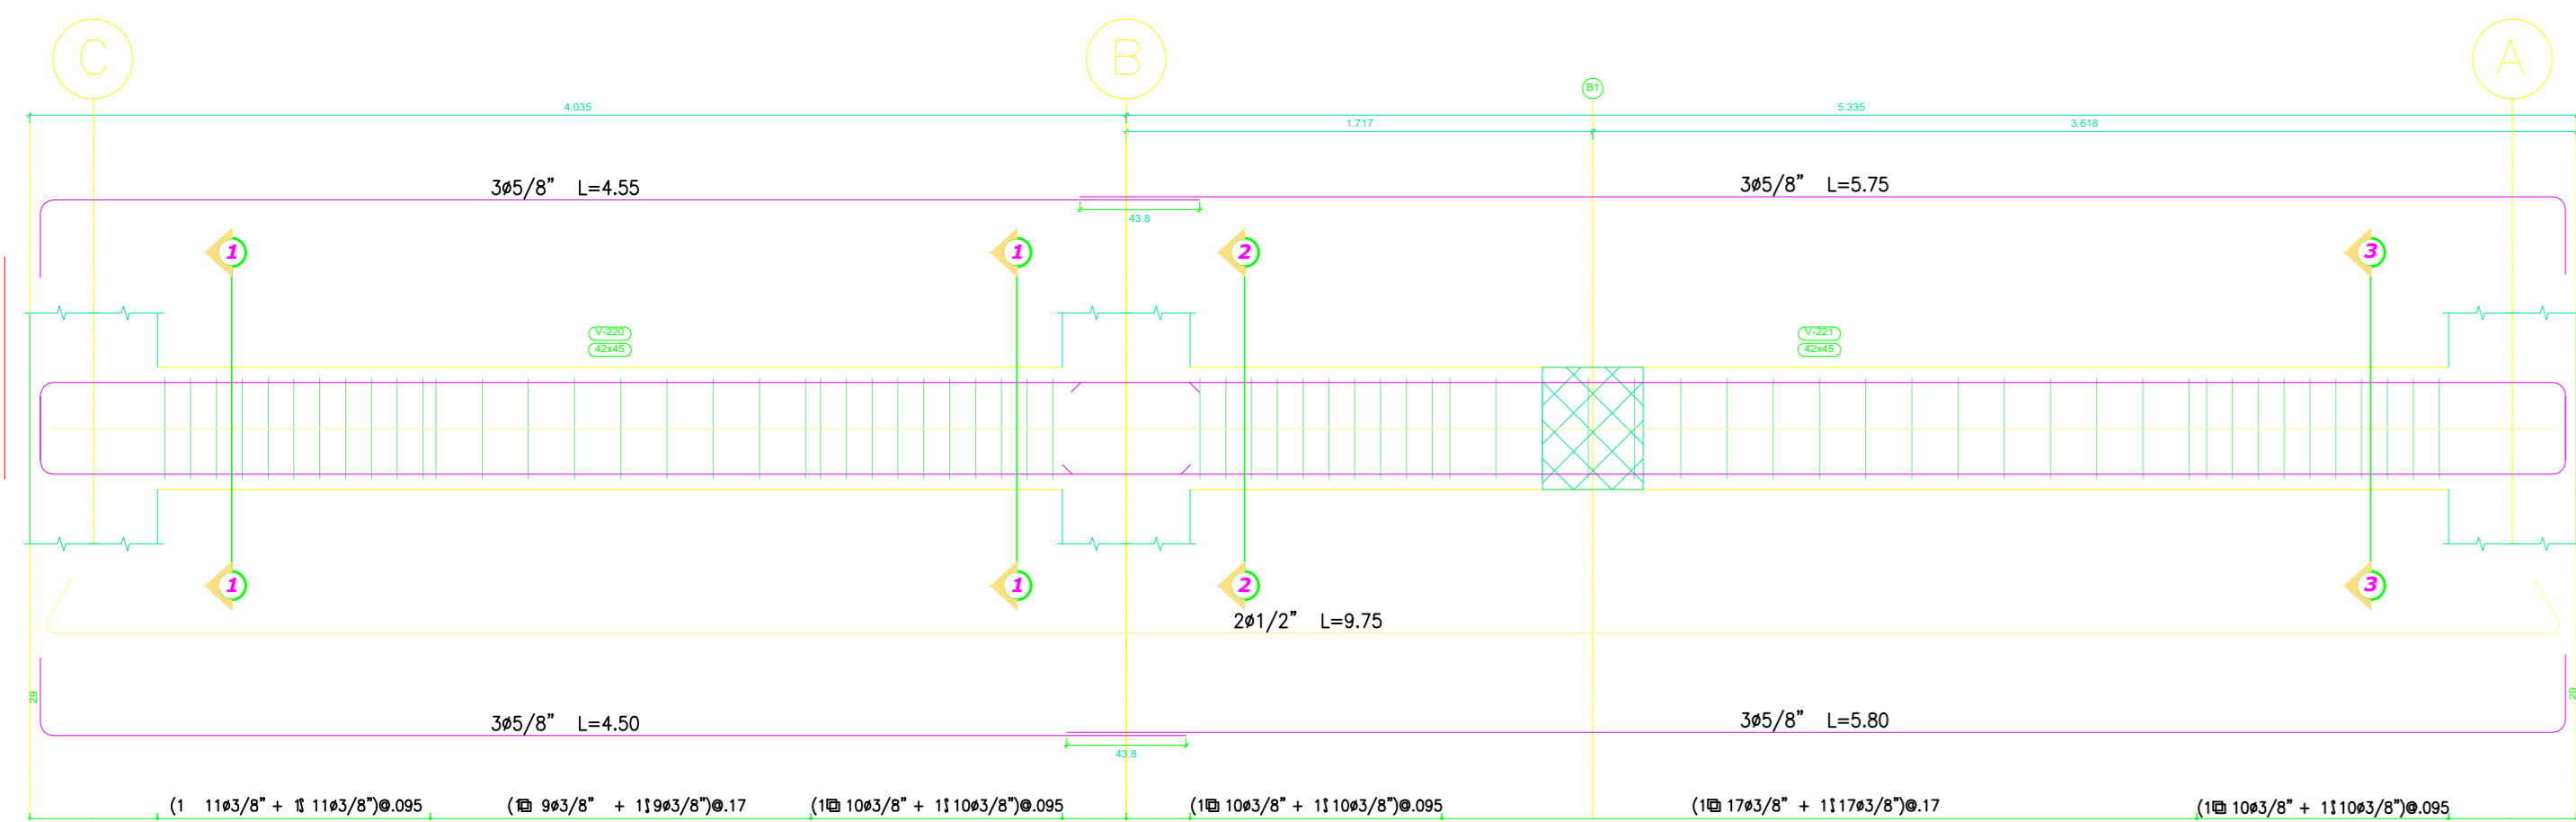 C B A
B1
4.035 5.335
1.717 3.618
3ø5/8” L=4.55 3ø5/8” L=5.75
43.8
1 1 2 3
V-220 V-221
42x45 42x45
1 1 2 3
2ø1/2” L=9.75
29 29
3ø5/8” L=4.50 3ø5/8” L=5.80
43.8
(1 11ø3/8” + 1 11ø3/8”)@.095 (1 9ø3/8” + 1 9ø3/8”)@.17 (1 10ø3/8” + 1 10ø3/8”)@.095 (1 10ø3/8” + 1 10ø3/8”)@.095 (1 17ø3/8” + 1 17ø3/8”)@.17 (1 10ø3/8” + 1 10ø3/8”)@.095